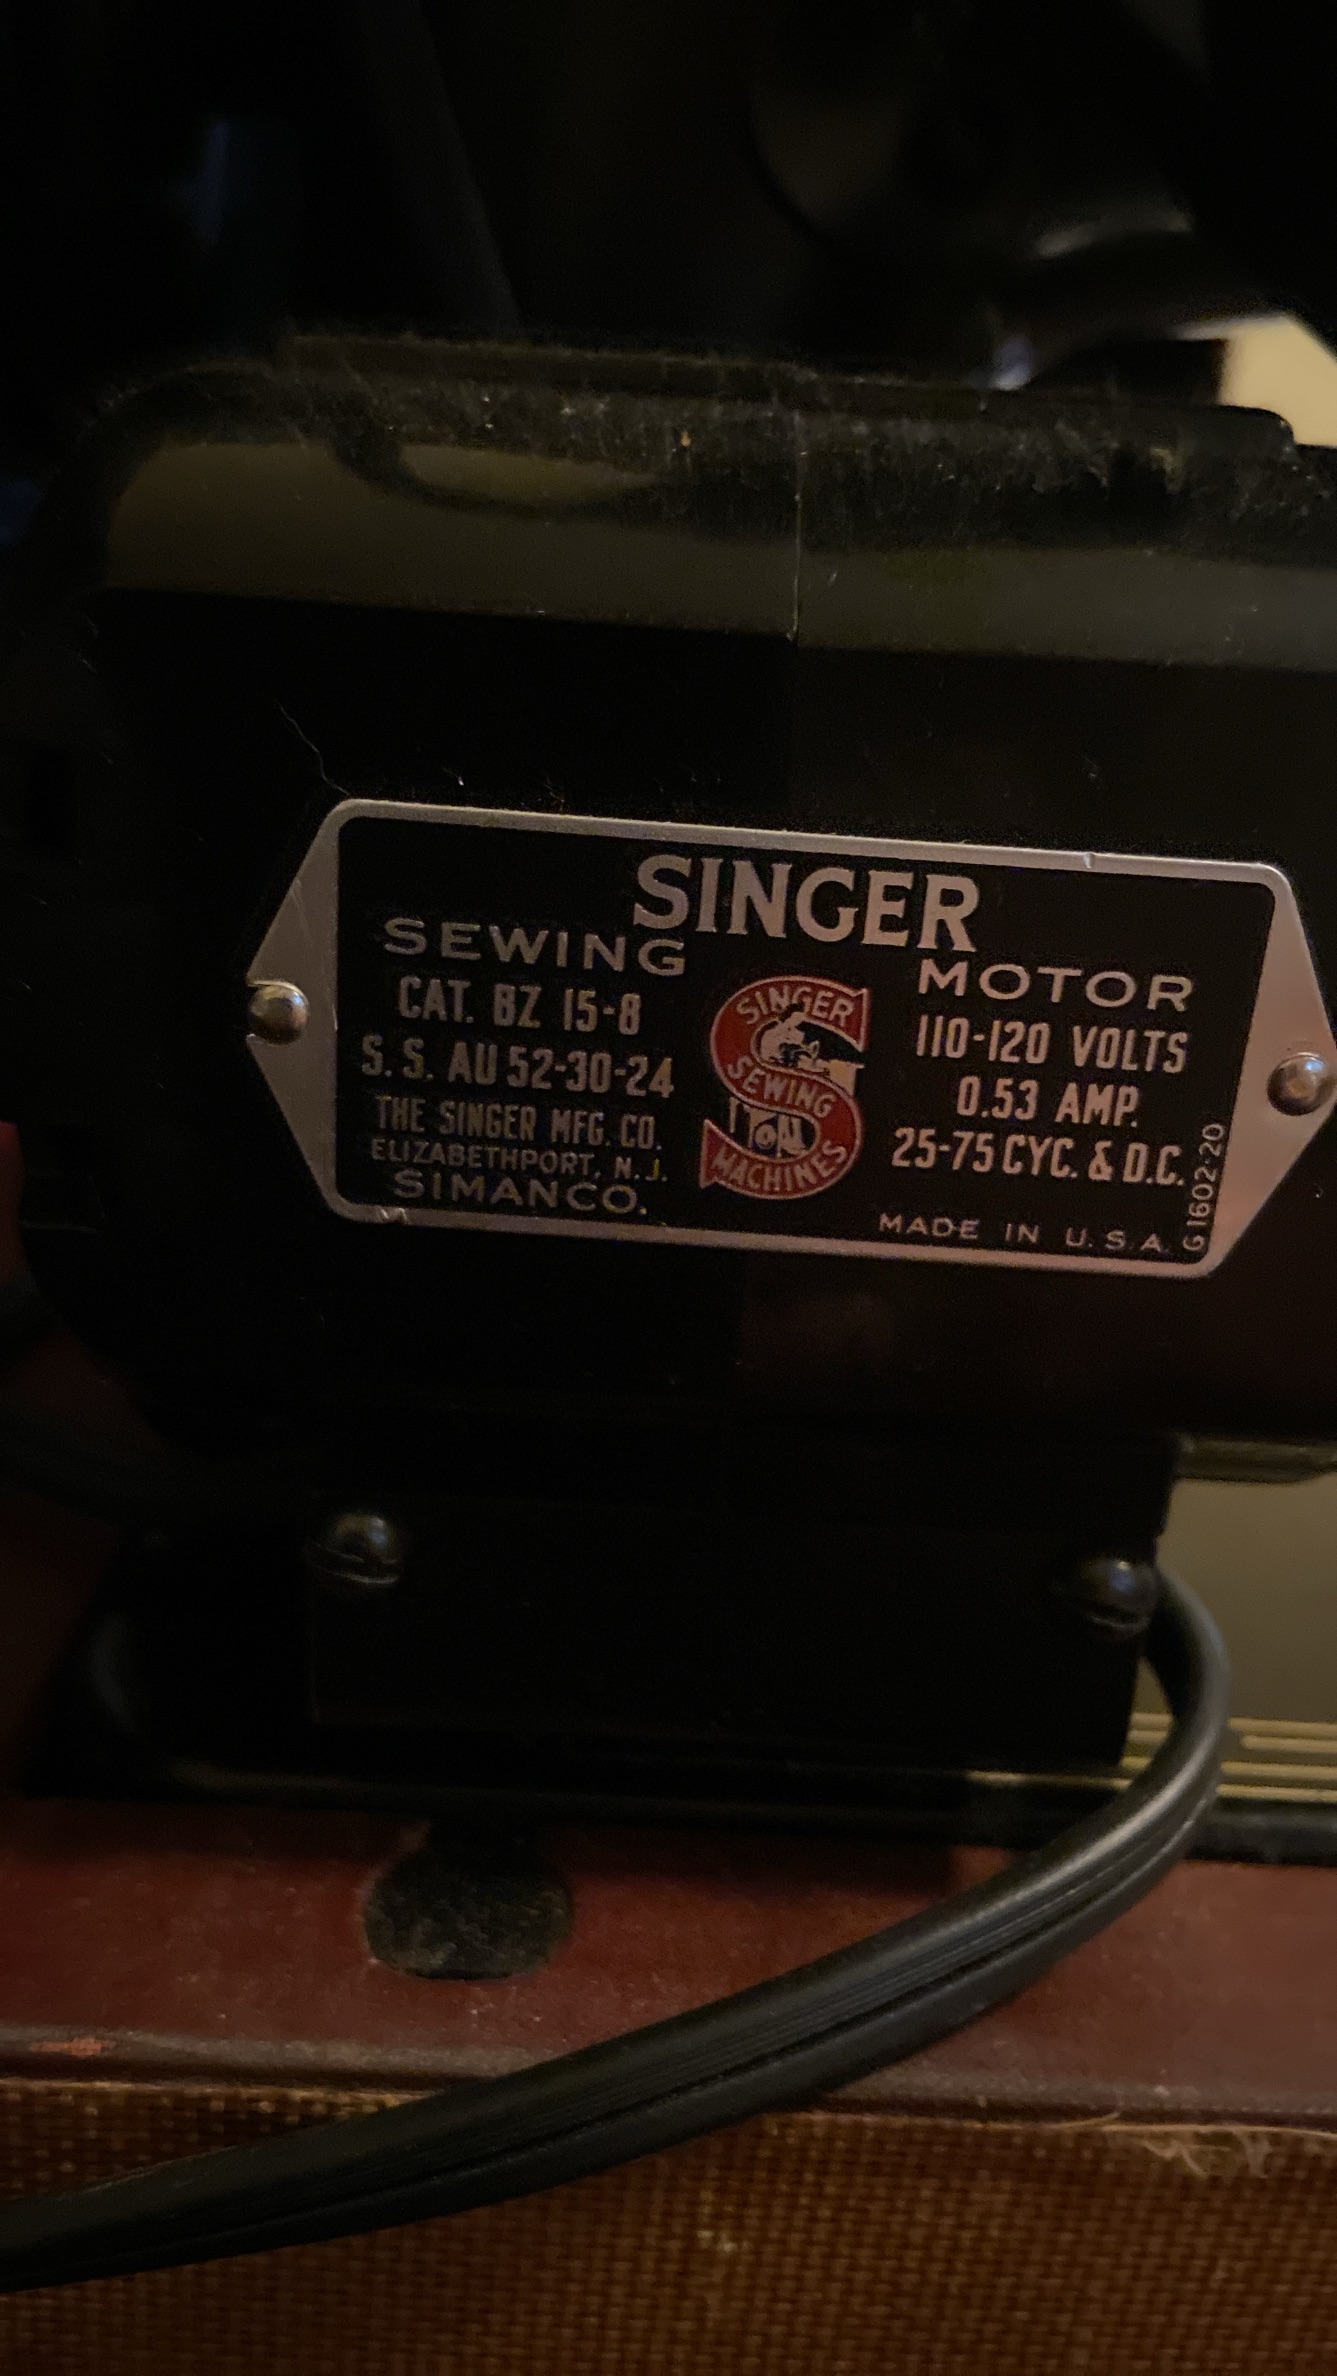 SINGER
SEWING MOTOR
CAT. BZ 15-8
S. S. AU 52-30-24
THE SINGER MFG. CO.
ELIZABETHPORT, N. J.
SIMANCO.
SINGER
SEWING
MACHINES
110-120 VOLTS
0.53 AMP.
25-75 CYC. & D.C.
MADE IN U. S. A.
G1602-20